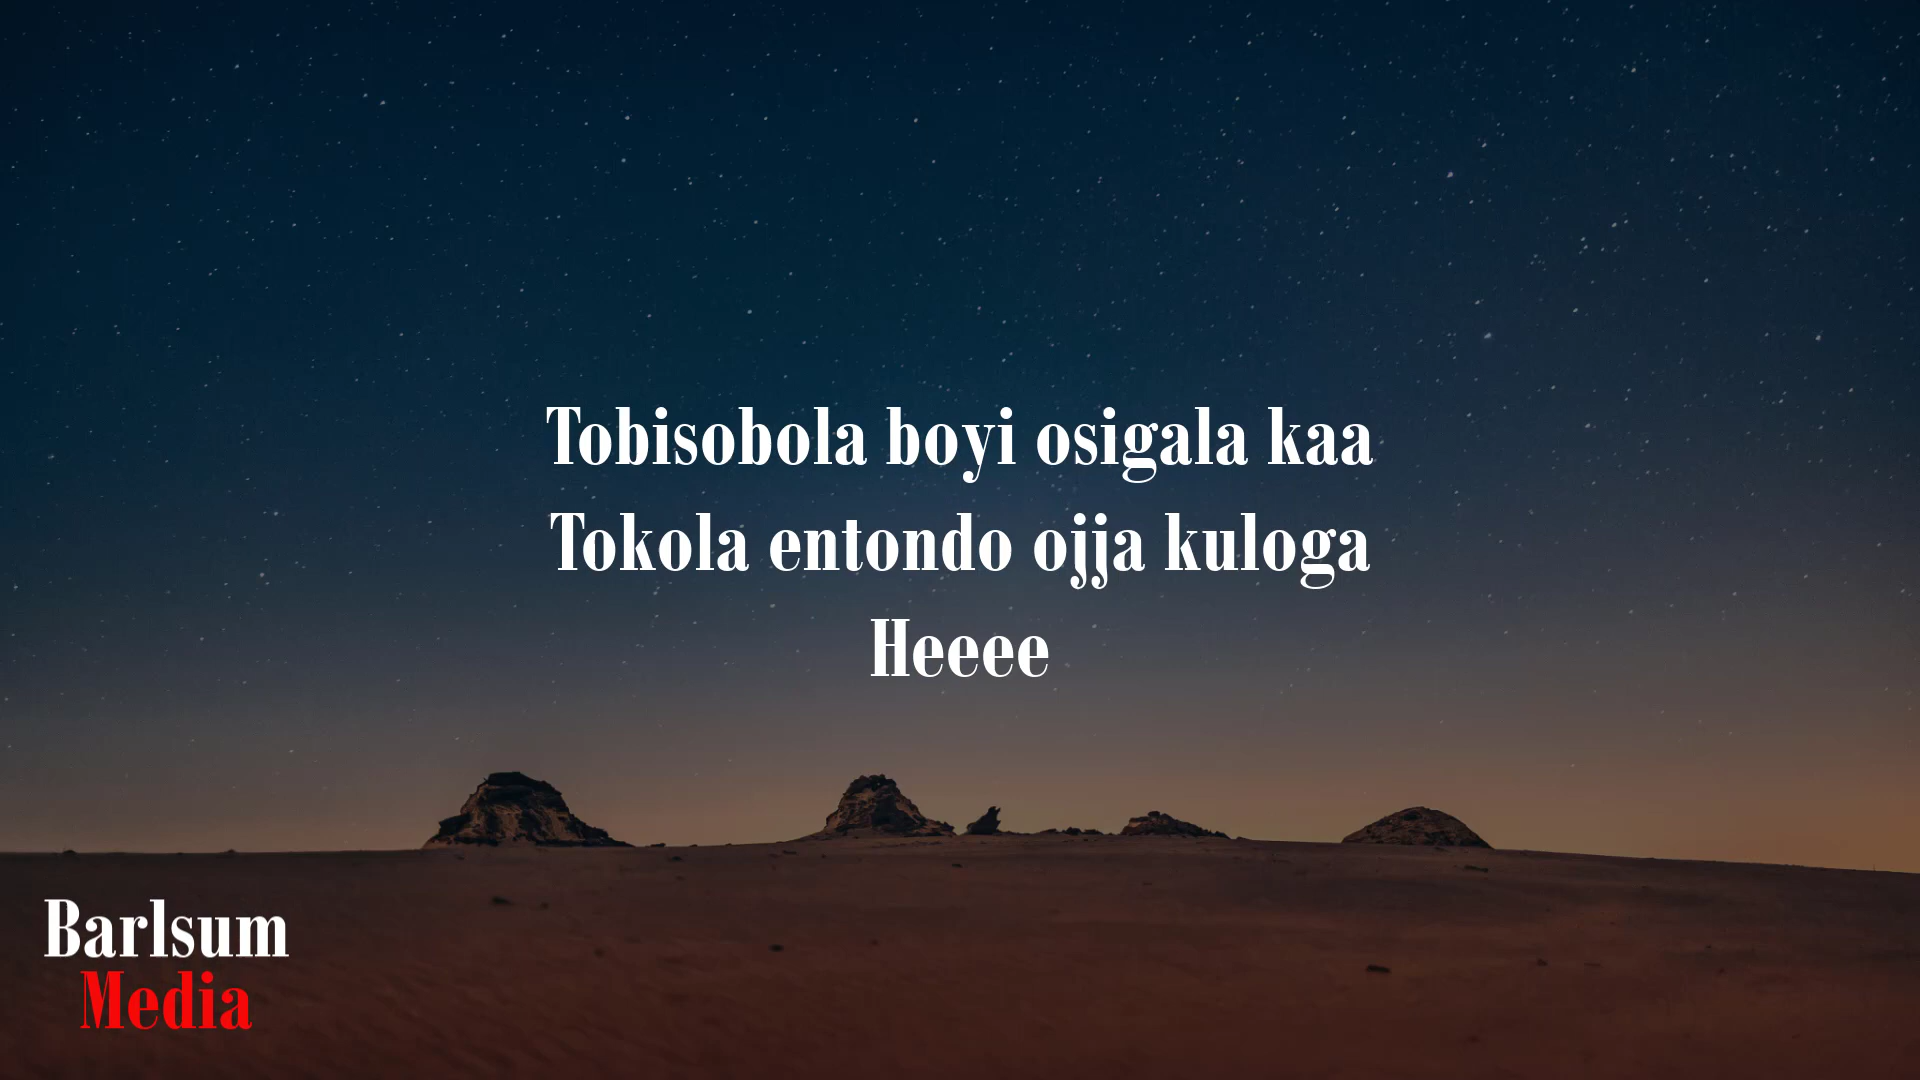 Tobisobola boyi osigala kaa
Tokola entondo ojja kuloga
Heeee
Barlsum
Media